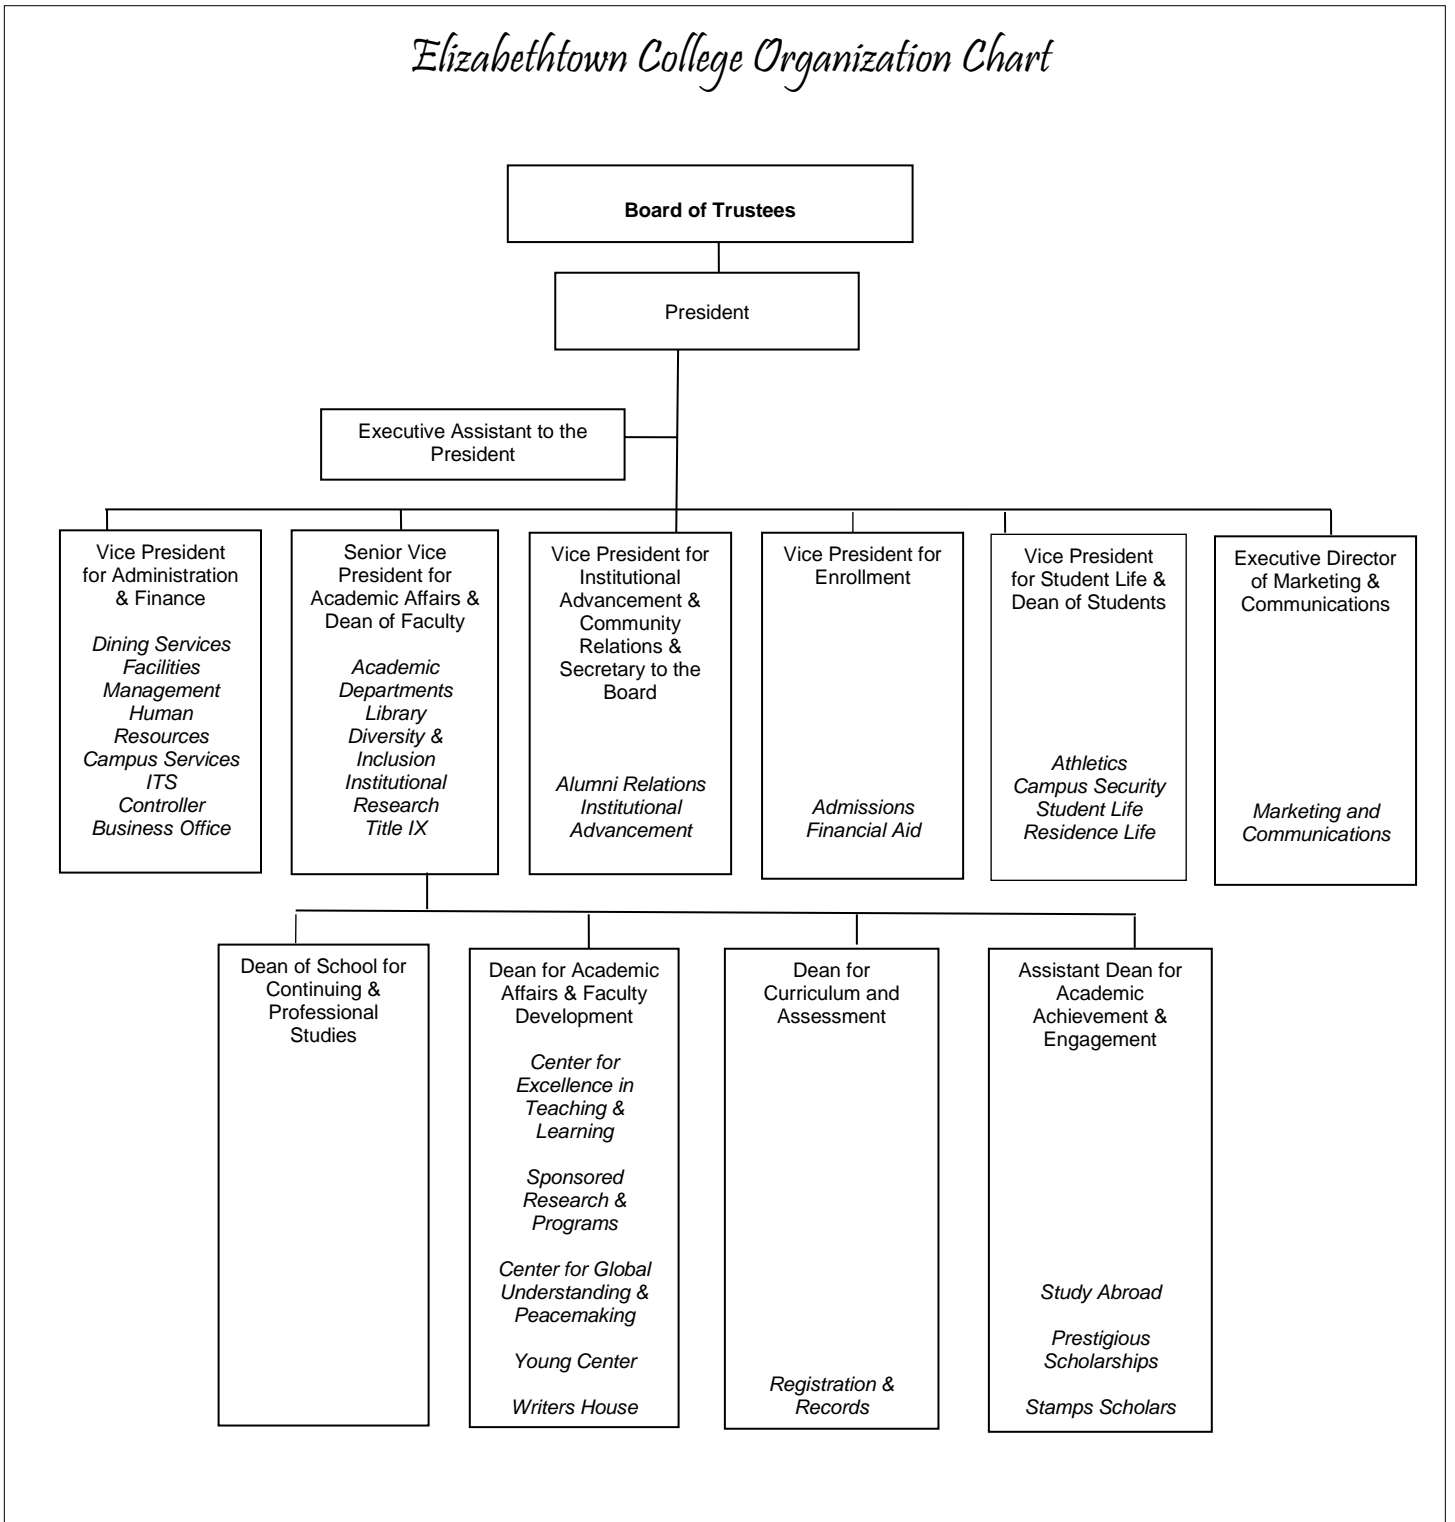 Elizabethtown College Organization Chart
Board of Trustees
President
Executive Assistant to the
President
Vice President
for Administration
& Finance
Dining Services
Facilities
Management
Human
Resources
Campus Services
ITS
Controller
Business Office
Senior Vice
President for
Academic Affairs &
Dean of Faculty
Academic
Departments
Library
Diversity &
Inclusion
Institutional
Research
Title IX
Vice President for
Institutional
Advancement &
Community
Relations &
Secretary to the
Board
Alumni Relations
Institutional
Advancement
Vice President for
Enrollment
Admissions
Financial Aid
Vice President
for Student Life &
Dean of Students
Athletics
Campus Security
Student Life
Residence Life
Executive Director
of Marketing &
Communications
Marketing and
Communications
Dean of School for
Continuing &
Professional
Studies
Dean for Academic
Affairs & Faculty
Development
Center for
Excellence in
Teaching &
Learning
Sponsored
Research &
Programs
Center for Global
Understanding &
Peacemaking
Young Center
Writers House
Dean for
Curriculum and
Assessment
Registration &
Records
Assistant Dean for
Academic
Achievement &
Engagement
Study Abroad
Prestigious
Scholarships
Stamps Scholars